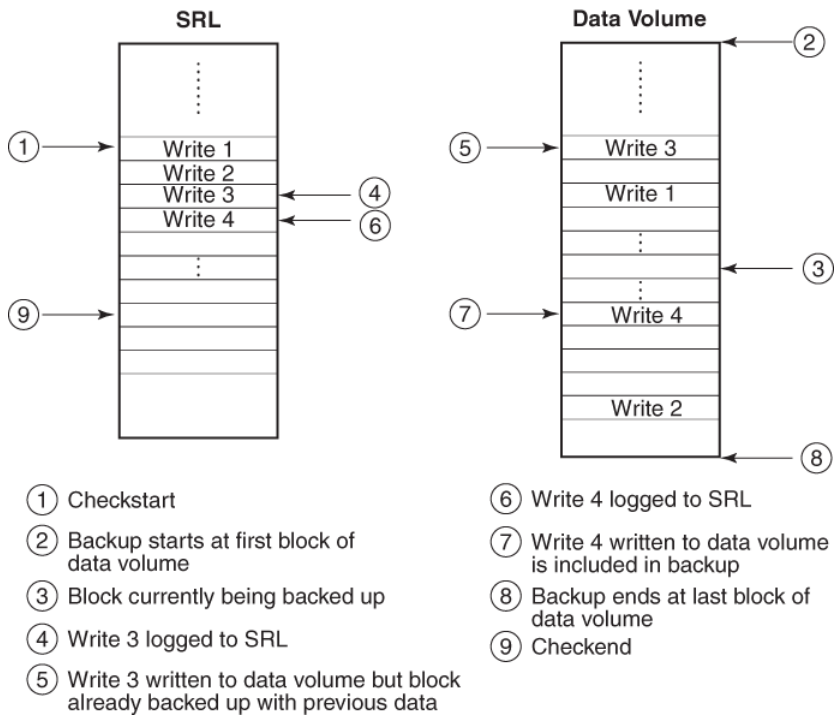 SRL
Data Volume
2
1
Write 1
5
Write 3
Write 2
Write 3
4
Write 1
Write 4
6
3
9
7
Write 4
Write 2
8
1 Checkstart
2 Backup starts at first block of
data volume
3 Block currently being backed up
4 Write 3 logged to SRL
5 Write 3 written to data volume but block
already backed up with previous data
6 Write 4 logged to SRL
7 Write 4 written to data volume
is included in backup
8 Backup ends at last block of
data volume
9 Checkend